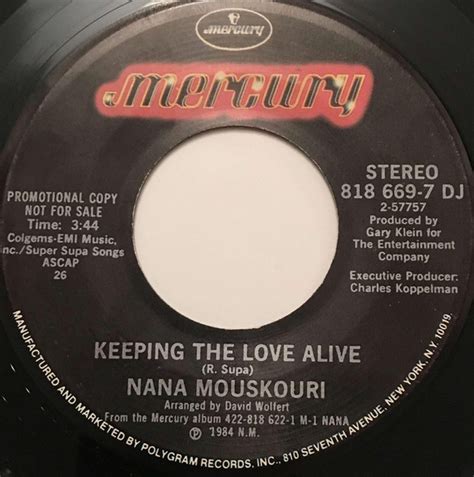 mercury
mercury
PROMOTIONAL COPY
NOT FOR SALE
Time: 3:44
Colgems-EMI Music,
Inc./Super Supa Songs
ASCAP
26
STEREO
818 669-7 DJ
2-57757
Produced by
Gary Klein for
The Entertainment
Company
Executive Producer:
Charles Koppelman
KEEPING THE LOVE ALIVE
(R. Supa)
NANA MOUSKOURI
Arranged by David Wolfert
From the Mercury album 422-818 622-1 M-1 NANA
℗ 1984 N.M.
MANUFACTURED AND MARKETED BY POLYGRAM RECORDS, INC., 810 SEVENTH AVENUE, NEW YORK, N.Y. 10019.